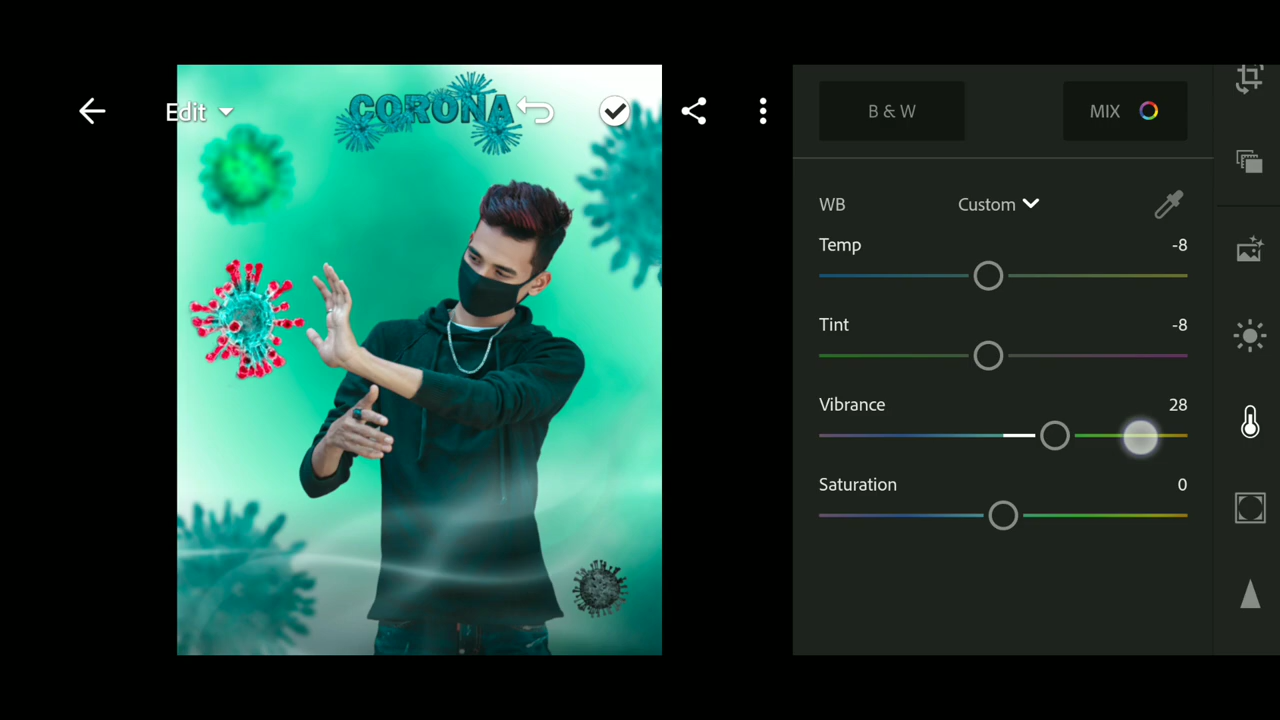 Edit
CORONA
B & W
MIX
WB
Custom
Temp
-8
Tint
-8
Vibrance
28
Saturation
0